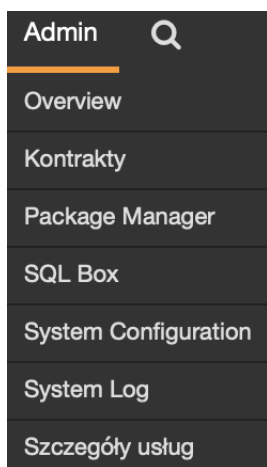 Admin
Overview
Kontrakty
Package Manager
SQL Box
System Configuration
System Log
Szczegóły usług